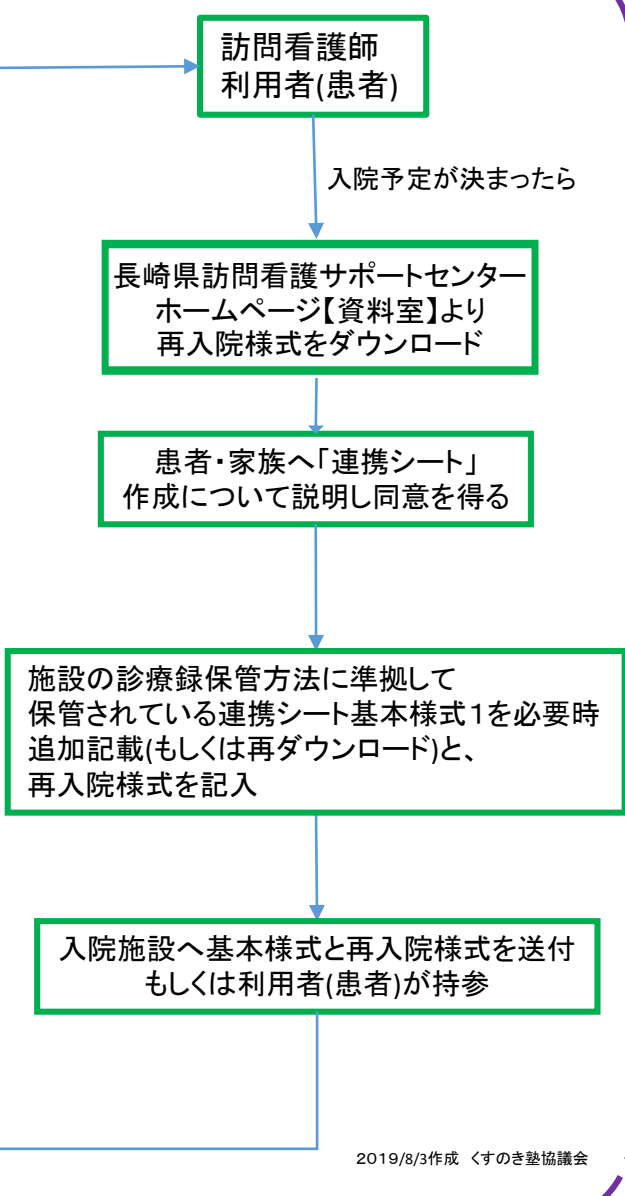 訪問看護師
利用者(患者)
入院予定が決まったら
長崎県訪問看護サポートセンター
ホームページ【資料室】より
再入院様式をダウンロード
患者・家族へ「連携シート」
作成について説明し同意を得る
施設の診療録保管方法に準拠して
保管されている連携シート基本様式1を必要時
追加記載(もしくは再ダウンロード)と、
再入院様式を記入
入院施設へ基本様式と再入院様式を送付
もしくは利用者(患者)が持参
2019/8/3作成 くすのき塾協議会